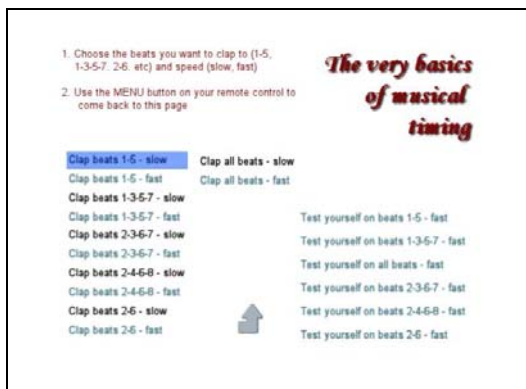 1. Choose the beats you want to clap to (1-5,
1-3-5-7. 2-6. etc) and speed (slow, fast)
2. Use the MENU button on your remote control to
come back to this page
The very basics
of musical
timing
Clap beats 1-5 - slow
Clap beats 1-5 - fast
Clap beats 1-3-5-7 - slow
Clap beats 1-3-5-7 - fast
Clap beats 2-3-6-7 - slow
Clap beats 2-3-6-7 - fast
Clap beats 2-4-6-8 - slow
Clap beats 2-4-6-8 - fast
Clap beats 2-6 - slow
Clap beats 2-6 - fast
Clap all beats - slow
Clap all beats - fast
Test yourself on beats 1-5 - fast
Test yourself on beats 1-3-5-7 - fast
Test yourself on all beats - fast
Test yourself on beats 2-3-6-7 - fast
Test yourself on beats 2-4-6-8 - fast
Test yourself on beats 2-6 - fast